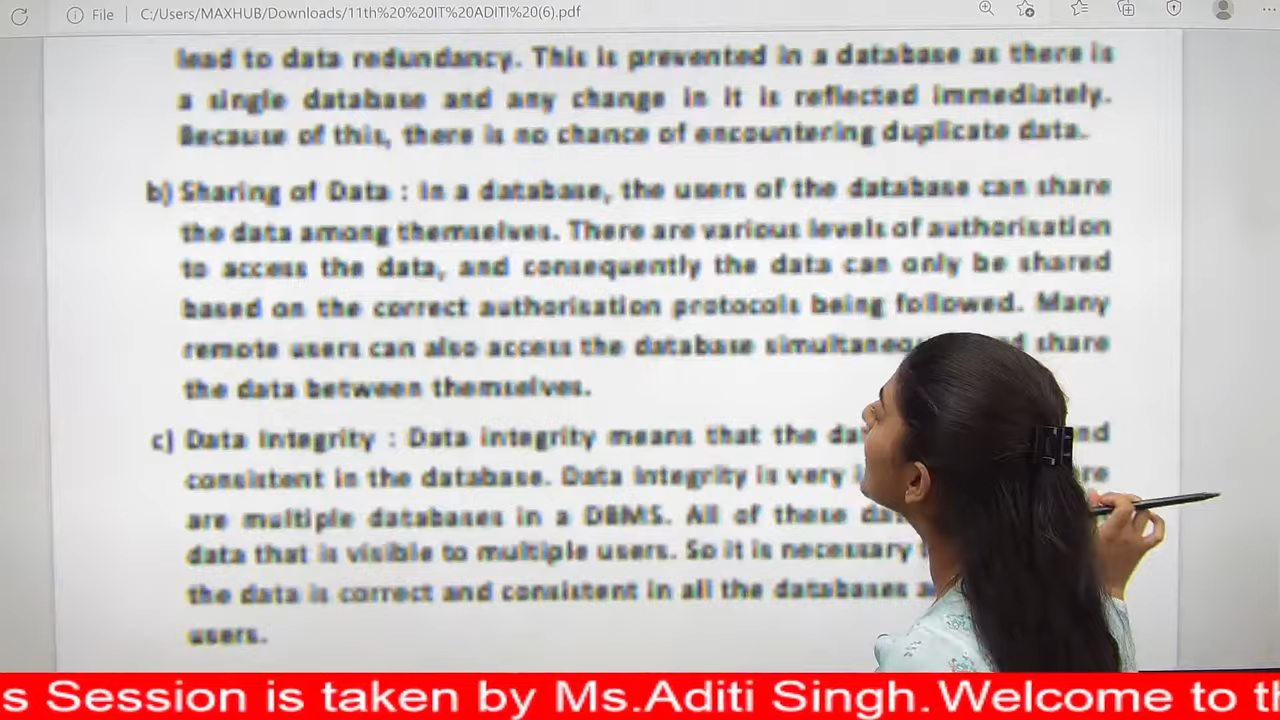 File | C:/Users/MAXHUB/Downloads/11th%20%20IT%20ADITI%20(6).pdf
lead to data redundancy. This is prevented in a database as there is
a single database and any change in it is reflected immediately.
Because of this, there is no chance of encountering duplicate data.
b) Sharing of Data : In a database, the users of the database can share
the data among themselves. There are various levels of authorisation
to access the data, and consequently the data can only be shared
based on the correct authorisation protocols being followed. Many
remote users can also access the database share
the data between themselves.
c) Data Integrity : Data integrity means that the
consistent in the database. Data Integrity is very
are multiple databases in a DBMS. All of these
data that is visible to multiple users. So it is necessary
the data is correct and consistent in all the databases
users.
s Session is taken by Ms.Aditi Singh.Welcome to th